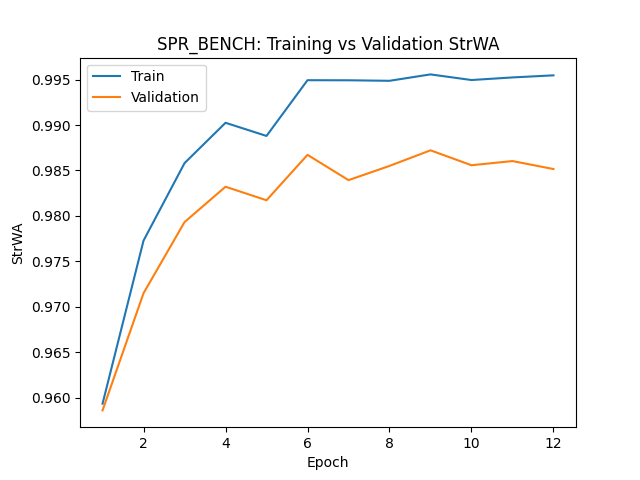 SPR_BENCH: Training vs Validation StrWA
Train
Validation
0.995
0.990
0.985
0.980
0.975
0.970
0.965
0.960
StrWA
2 4 6 8 10 12
Epoch